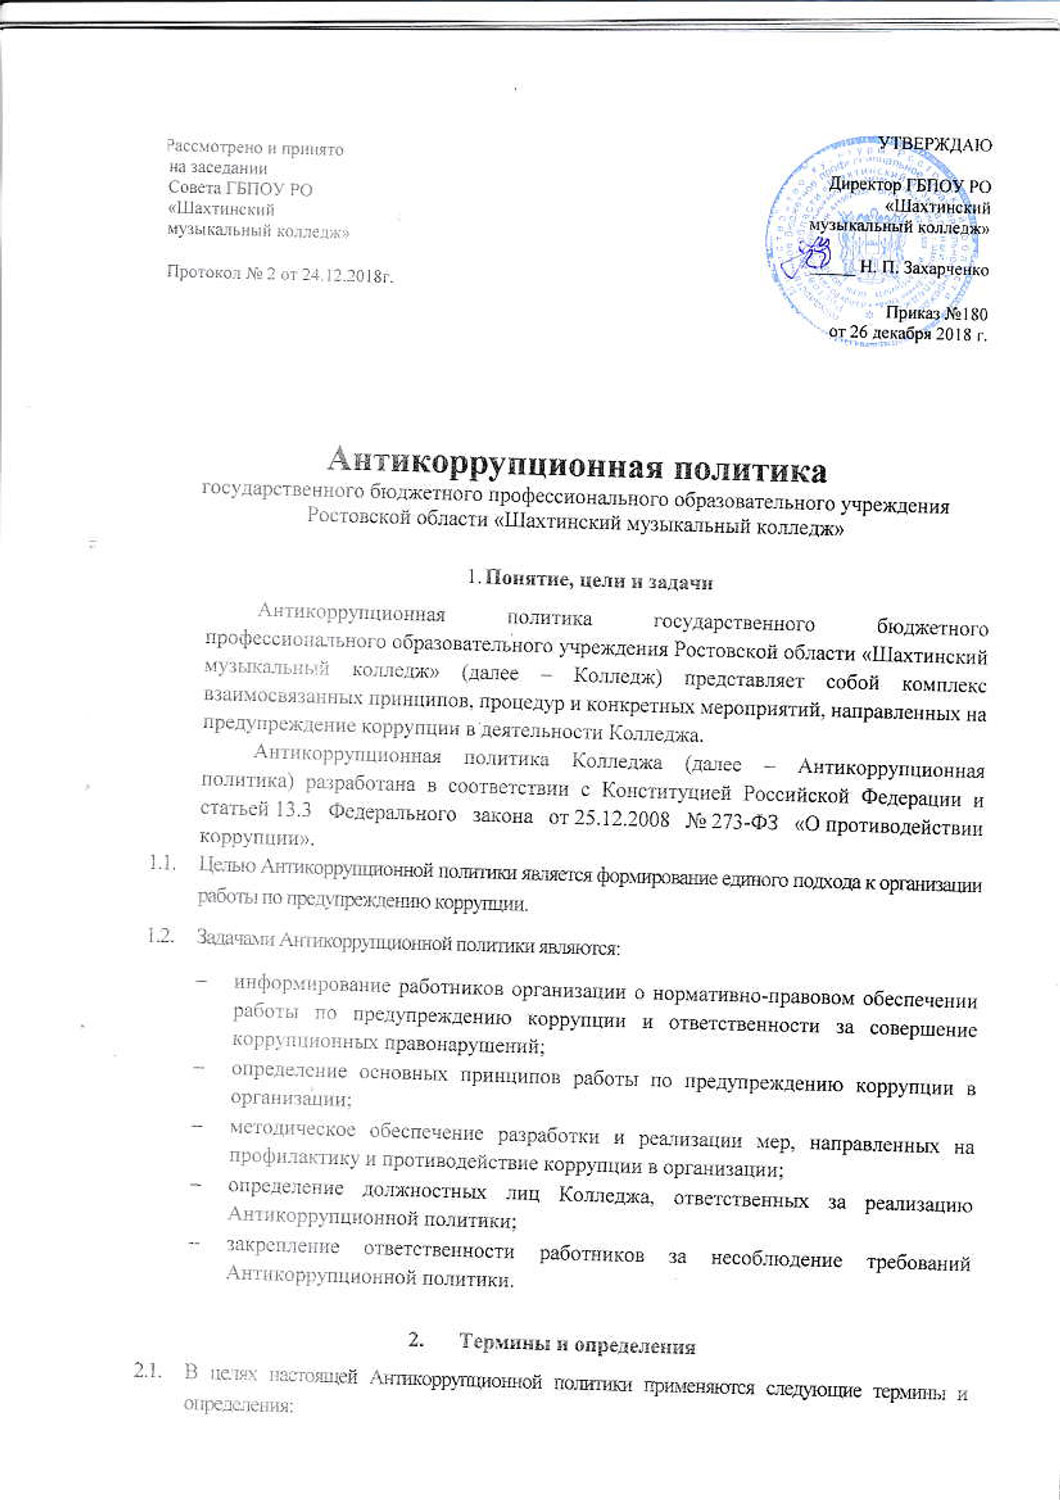 Рассмотрено и принято
на заседании
Совета ГБПОУ РО
«Шахтинский
музыкальный колледж»
Протокол № 2 от 24.12.2018г.
УТВЕРЖДАЮ
Директор ГБПОУ РО
«Шахтинский
музыкальный колледж»
Н. П. Захарченко
Приказ №180
от 26 декабря 2018 г.
Антикоррупционная политика
государственного бюджетного профессионального образовательного учреждения
Ростовской области «Шахтинский музыкальный колледж»
1. Понятие, цели и задачи
Антикоррупционная политика государственного бюджетного
профессионального образовательного учреждения Ростовской области «Шахтинский
музыкальный колледж» (далее – Колледж) представляет собой комплекс
взаимосвязанных принципов, процедур и конкретных мероприятий, направленных на
предупреждение коррупции в деятельности Колледжа.
Антикоррупционная политика Колледжа (далее – Антикоррупционная
политика) разработана в соответствии с Конституцией Российской Федерации и
статьей 13.3 Федерального закона от 25.12.2008 № 273-ФЗ «О противодействии
коррупции».
1.1. Целью Антикоррупционной политики является формирование единого подхода к организации
работы по предупреждению коррупции.
1.2. Задачами Антикоррупционной политики являются:
– информирование работников организации о нормативно-правовом обеспечении
работы по предупреждению коррупции и ответственности за совершение
коррупционных правонарушений;
– определение основных принципов работы по предупреждению коррупции в
организации;
– методическое обеспечение разработки и реализации мер, направленных на
профилактику и противодействие коррупции в организации;
– определение должностных лиц Колледжа, ответственных за реализацию
Антикоррупционной политики;
– закрепление ответственности работников за несоблюдение требований
Антикоррупционной политики.
2. Термины и определения
2.1. В целях настоящей Антикоррупционной политики применяются следующие термины и
определения: